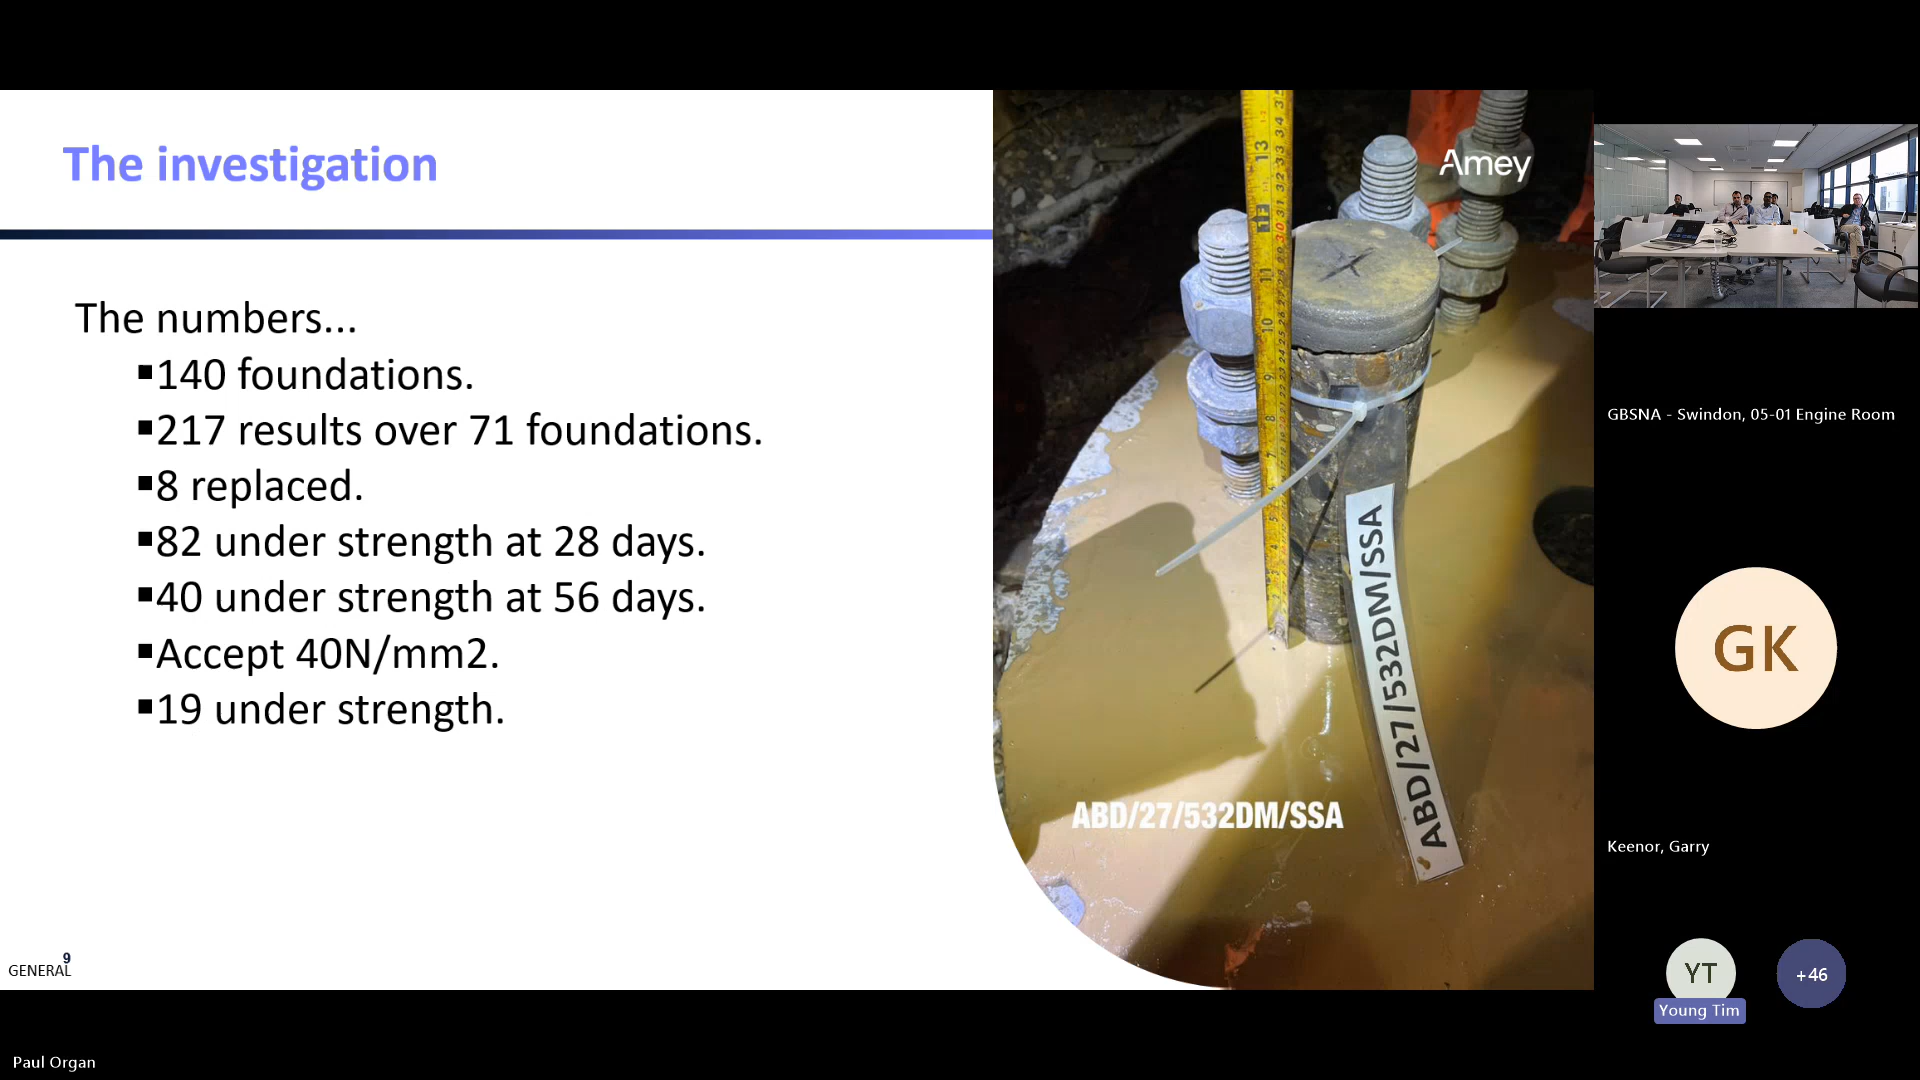 The investigation
Amey
The numbers...
▪140 foundations.
▪217 results over 71 foundations.
▪8 replaced.
▪82 under strength at 28 days.
▪40 under strength at 56 days.
▪Accept 40N/mm2.
▪19 under strength.
ABD/27/532DM/SSA
ABD/27/532DM/SSA
9
GENERAL
GBSNA - Swindon, 05-01 Engine Room
GK
Keenor, Garry
YT
+46
Young Tim
Paul Organ